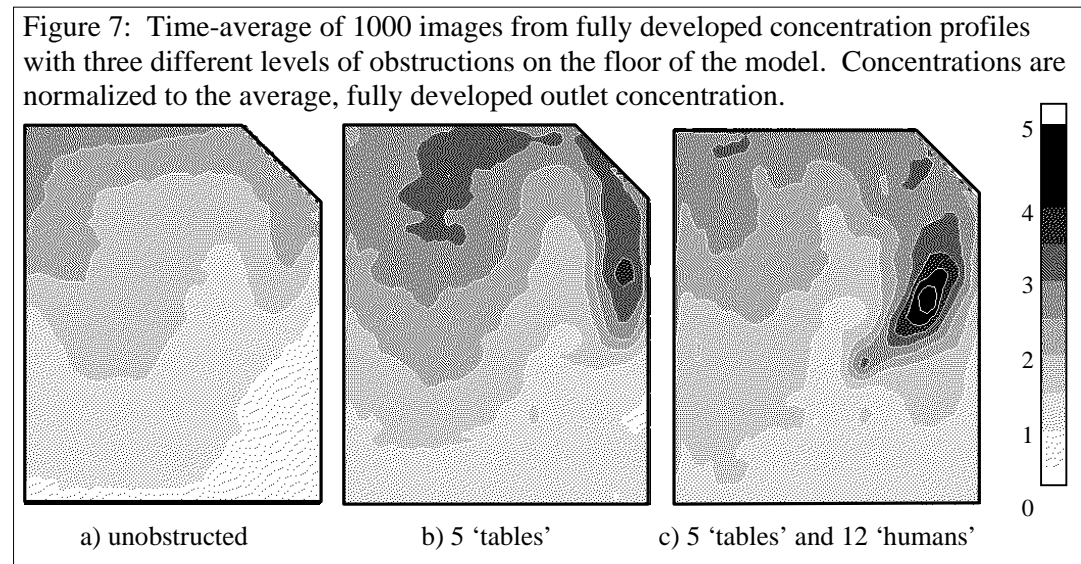 Figure 7: Time-average of 1000 images from fully developed concentration profiles
with three different levels of obstructions on the floor of the model. Concentrations are
normalized to the average, fully developed outlet concentration.
5
4
3
2
1
0
a) unobstructed
b) 5 ‘tables’
c) 5 ‘tables’ and 12 ‘humans’